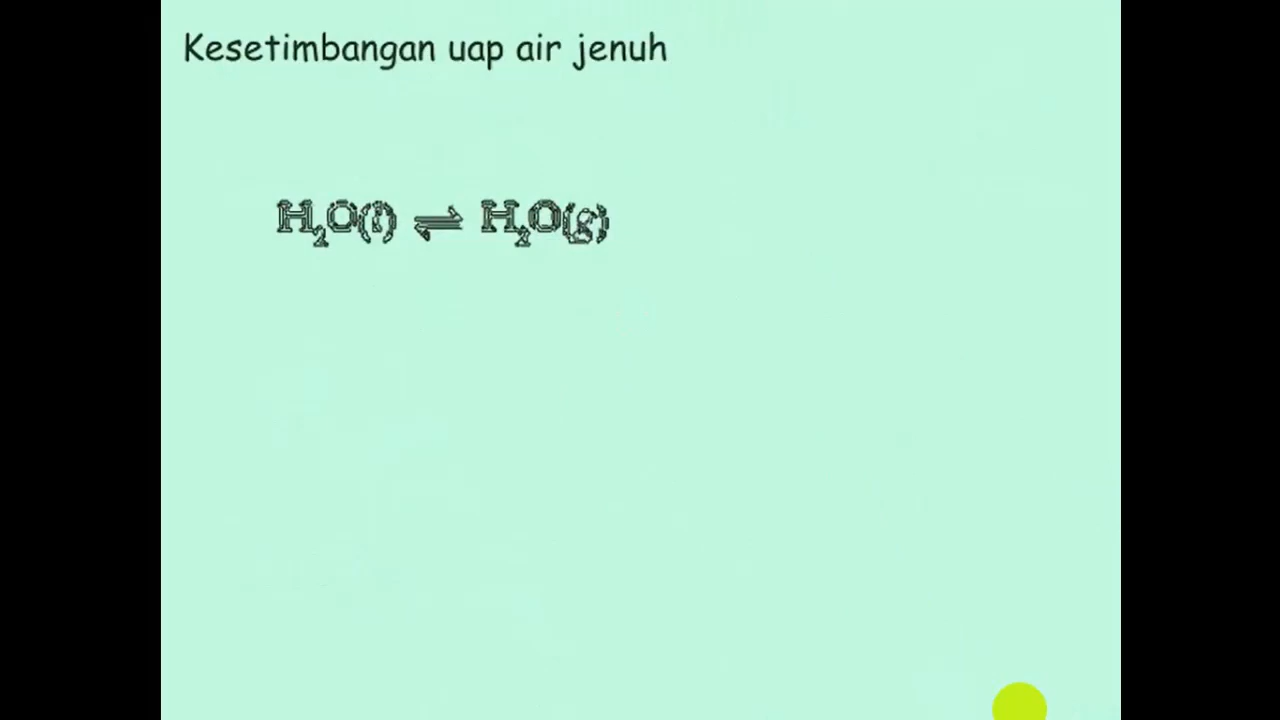 Kesetimbangan uap air jenuh
H₂O(l) ⇌ H₂O(g)